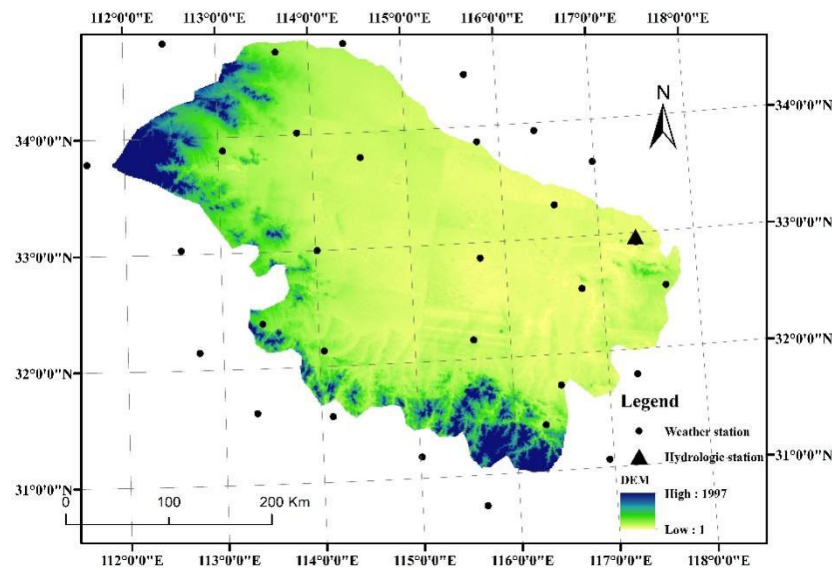 112°0'0"E 113°0'0"E 114°0'0"E 115°0'0"E 116°0'0"E 117°0'0"E 118°0'0"E
34°0'0"N
33°0'0"N
32°0'0"N
31°0'0"N
N
34°0'0"N
33°0'0"N
32°0'0"N
31°0'0"N
Legend
Weather station
Hydrologic station
DEM
High : 1997
Low : 1
0 100 200 Km
112°0'0"E 113°0'0"E 114°0'0"E 115°0'0"E 116°0'0"E 117°0'0"E 118°0'0"E